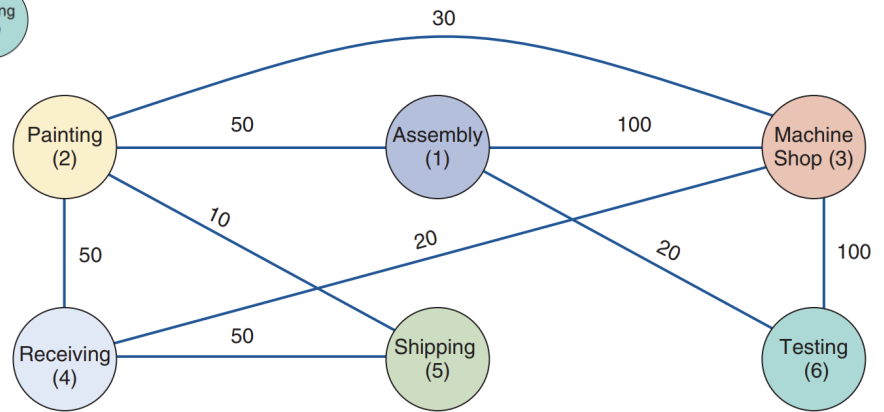 ng
30
50
100
Painting
(2)
Assembly
(1)
Machine
Shop (3)
10
20
20
50
100
50
Receiving
(4)
Shipping
(5)
Testing
(6)